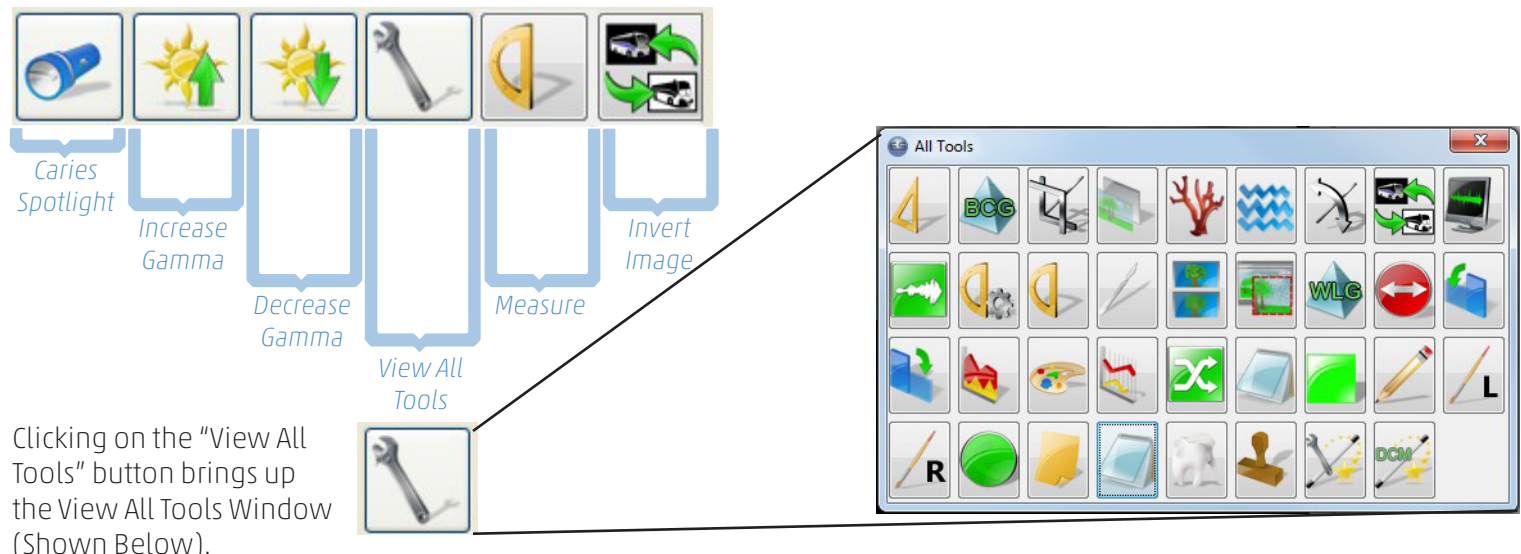 Caries
Spotlight
Increase
Gamma
Decrease
Gamma
View All
Tools
Measure
Invert
Image
Clicking on the “View All
Tools” button brings up
the View All Tools Window
(Shown Below).
ES All Tools
BCG
WLG
L
R
DCM